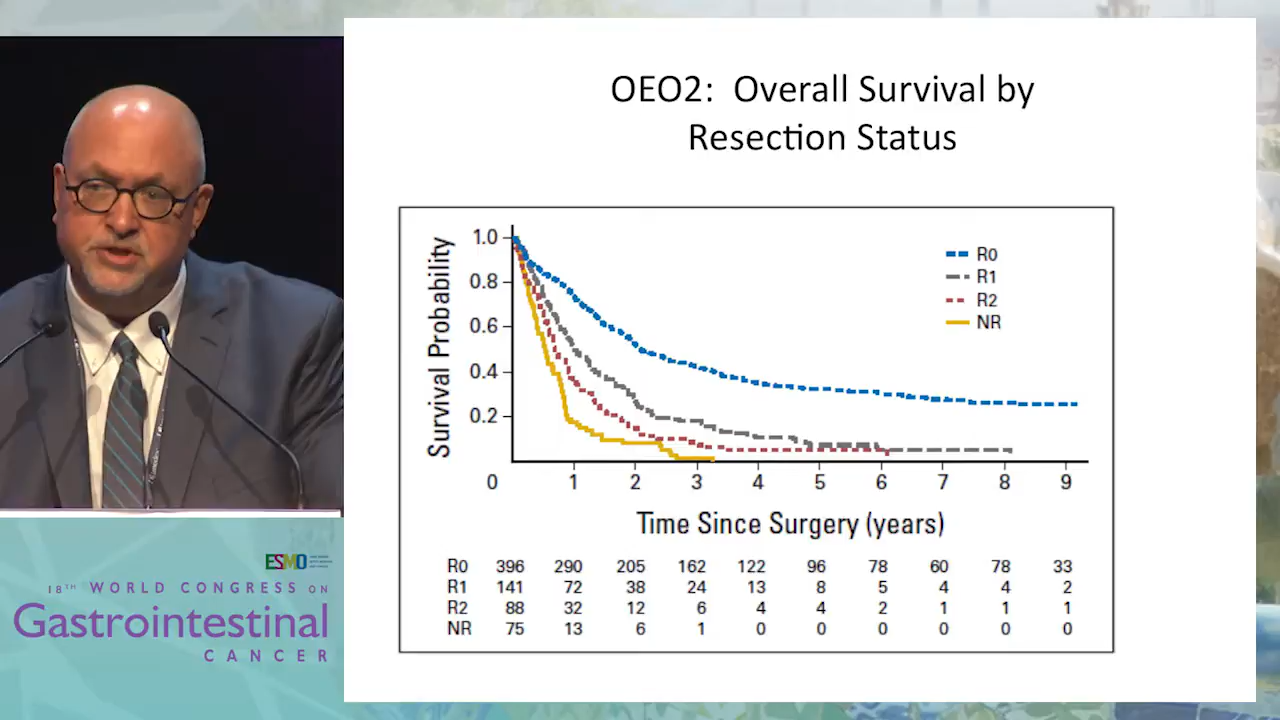 OEO2: Overall Survival by
Resection Status
Survival Probability
1.0
0.8
0.6
0.4
0.2
R0
R1
R2
NR
0 1 2 3 4 5 6 7 8 9
Time Since Surgery (years)
R0 396 290 205 162 122 96 78 60 78 33
R1 141 72 38 24 13 8 5 4 4 2
R2 88 32 12 6 4 4 2 1 1 1
NR 75 13 6 1 0 0 0 0 0 0
ESMO
18TH WORLD CONGRESS ON
Gastrointestinal
CANCER